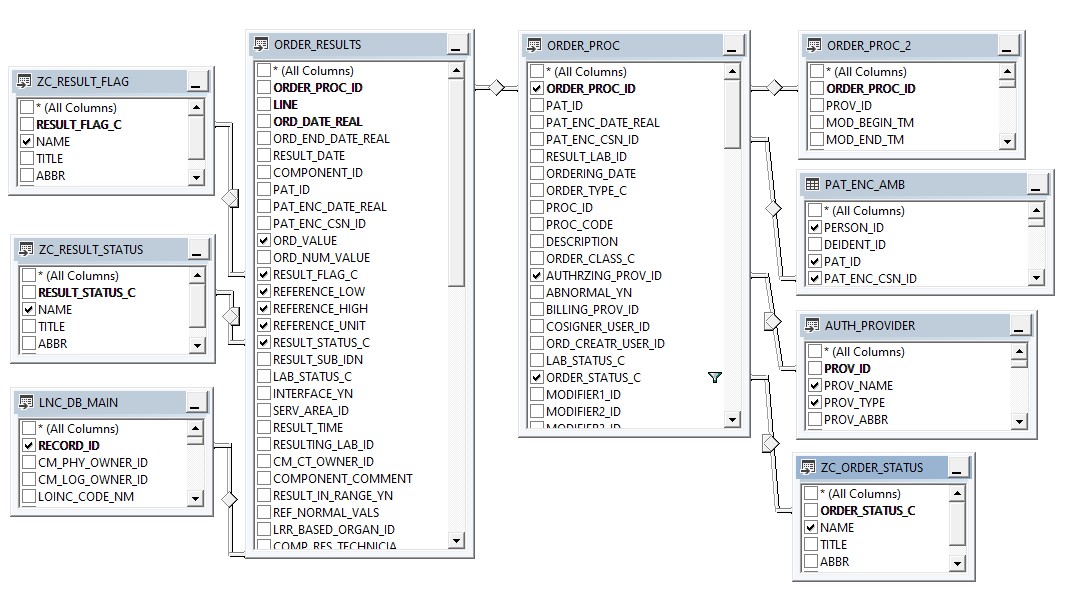 ZC_RESULT_FLAG
* (All Columns)
RESULT_FLAG_C
NAME
TITLE
ABBR
ZC_RESULT_STATUS
* (All Columns)
RESULT_STATUS_C
NAME
TITLE
ABBR
LNC_DB_MAIN
* (All Columns)
RECORD_ID
CM_PHY_OWNER_ID
CM_LOG_OWNER_ID
LOINC_CODE_NM
ORDER_RESULTS
* (All Columns)
ORDER_PROC_ID
LINE
ORD_DATE_REAL
ORD_END_DATE_REAL
RESULT_DATE
COMPONENT_ID
PAT_ID
PAT_ENC_DATE_REAL
PAT_ENC_CSN_ID
ORD_VALUE
ORD_NUM_VALUE
RESULT_FLAG_C
REFERENCE_LOW
REFERENCE_HIGH
REFERENCE_UNIT
RESULT_STATUS_C
RESULT_SUB_IDN
LAB_STATUS_C
INTERFACE_YN
SERV_AREA_ID
RESULT_TIME
RESULTING_LAB_ID
CM_CT_OWNER_ID
COMPONENT_COMMENT
RESULT_IN_RANGE_YN
REF_NORMAL_VALS
LRR_BASED_ORGAN_ID
COMP_RES_TECHNICIA
ORDER_PROC
* (All Columns)
ORDER_PROC_ID
PAT_ID
PAT_ENC_DATE_REAL
PAT_ENC_CSN_ID
RESULT_LAB_ID
ORDERING_DATE
ORDER_TYPE_C
PROC_ID
PROC_CODE
DESCRIPTION
ORDER_CLASS_C
AUTHRZING_PROV_ID
ABNORMAL_YN
BILLING_PROV_ID
COSIGNER_USER_ID
ORD_CREATR_USER_ID
LAB_STATUS_C
ORDER_STATUS_C
MODIFIER1_ID
MODIFIER2_ID
MODIFIER3_ID
ORDER_PROC_2
* (All Columns)
ORDER_PROC_ID
PROV_ID
MOD_BEGIN_TM
MOD_END_TM
PAT_ENC_AMB
* (All Columns)
PERSON_ID
DEIDENT_ID
PAT_ID
PAT_ENC_CSN_ID
AUTH_PROVIDER
* (All Columns)
PROV_ID
PROV_NAME
PROV_TYPE
PROV_ABBR
ZC_ORDER_STATUS
* (All Columns)
ORDER_STATUS_C
NAME
TITLE
ABBR